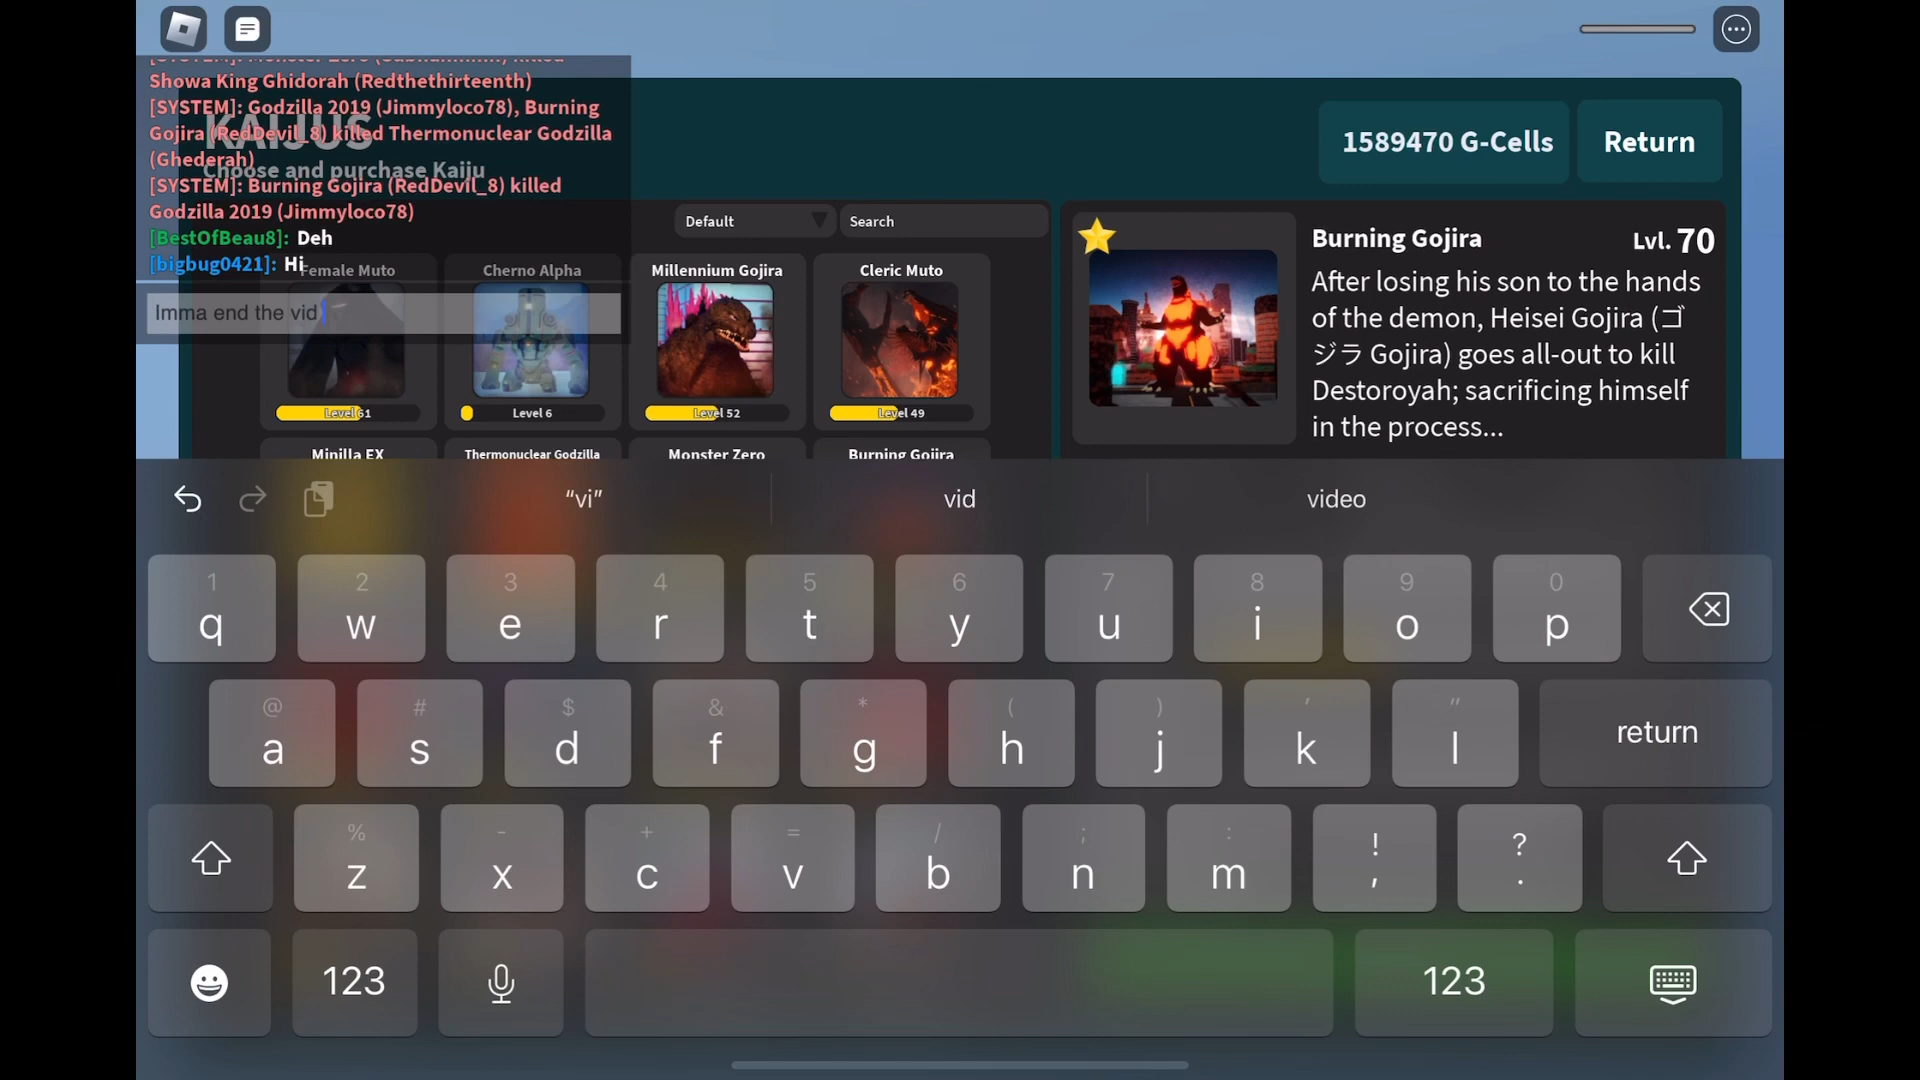 Showa King Ghidorah (Redthethirteenth)
[SYSTEM]: Godzilla 2019 (Jimmyloco78), Burning
Gojira (RedDevil_8) killed Thermonuclear Godzilla
(Ghederah)
[SYSTEM]: Burning Gojira (RedDevil_8) killed
Godzilla 2019 (Jimmyloco78)
[BestOfBeau8]: Deh
[bigbug0421]: Hi
Imma end the vid
KAIJUS
Choose and purchase Kaiju
1589470 G-Cells
Return
Default
Search
Female Muto
Cherno Alpha
Millennium Gojira
Cleric Muto
Level 61
Level 6
Level 52
Level 49
Minilla EX
Thermonuclear Godzilla
Monster Zero
Burning Gojira
Burning Gojira
Lvl. 70
After losing his son to the hands
of the demon, Heisei Gojira (ゴ
ジラ Gojira) goes all-out to kill
Destoroyah; sacrificing himself
in the process...
“vi” vid video
1 2 3 4 5 6 7 8 9 0
q w e r t y u i o p
@ # $ & * ( ) ' "
a s d f g h j k l return
% - + = / ; : ! ?
z x c v b n m , .
123 123